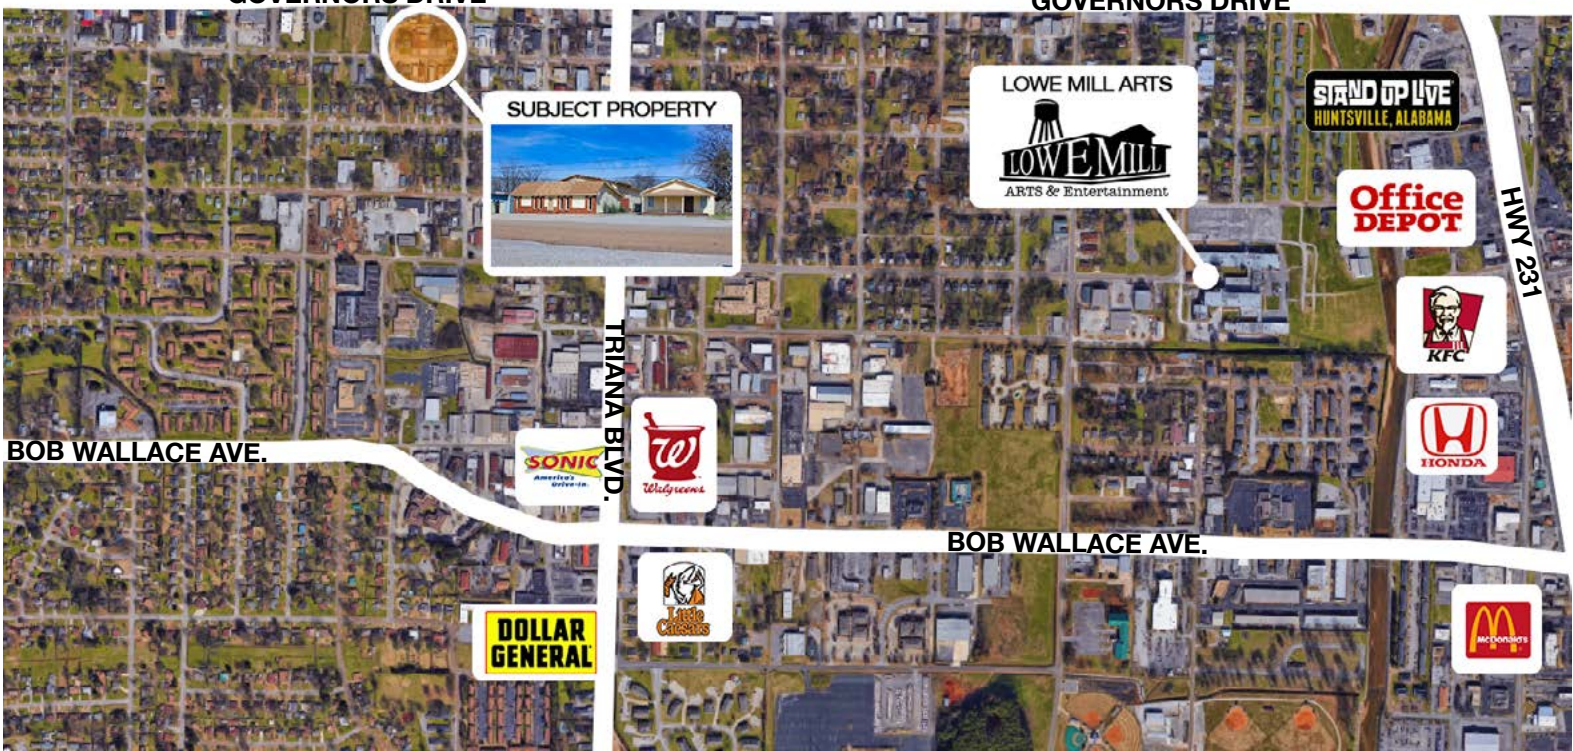 GOVERNORS DRIVE
GOVERNORS DRIVE
SUBJECT PROPERTY
LOWE MILL ARTS
LOWE MILL
ARTS & Entertainment
STAND UP LIVE
HUNTSVILLE, ALABAMA
Office
DEPOT
HWY 231
KFC
TRIANA BLVD.
HONDA
BOB WALLACE AVE.
SONIC
America's
Drive-In.
W
Walgreens
BOB WALLACE AVE.
Little
Caesars
DOLLAR
GENERAL
McDonald's